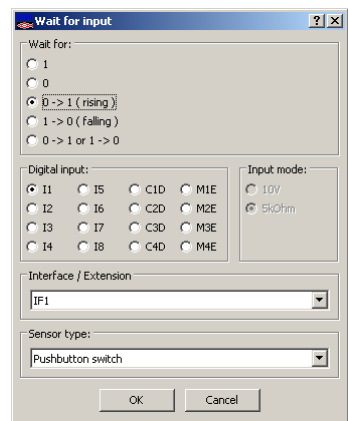 Wait for input
Wait for:
1
0
0 -> 1 ( rising )
1 -> 0 ( falling )
0 -> 1 or 1 -> 0
Digital input:
I1 I5 C1D M1E
I2 I6 C2D M2E
I3 I7 C3D M3E
I4 I8 C4D M4E
Input mode:
10V
5kOhm
Interface / Extension
IF1
Sensor type:
Pushbutton switch
OK Cancel